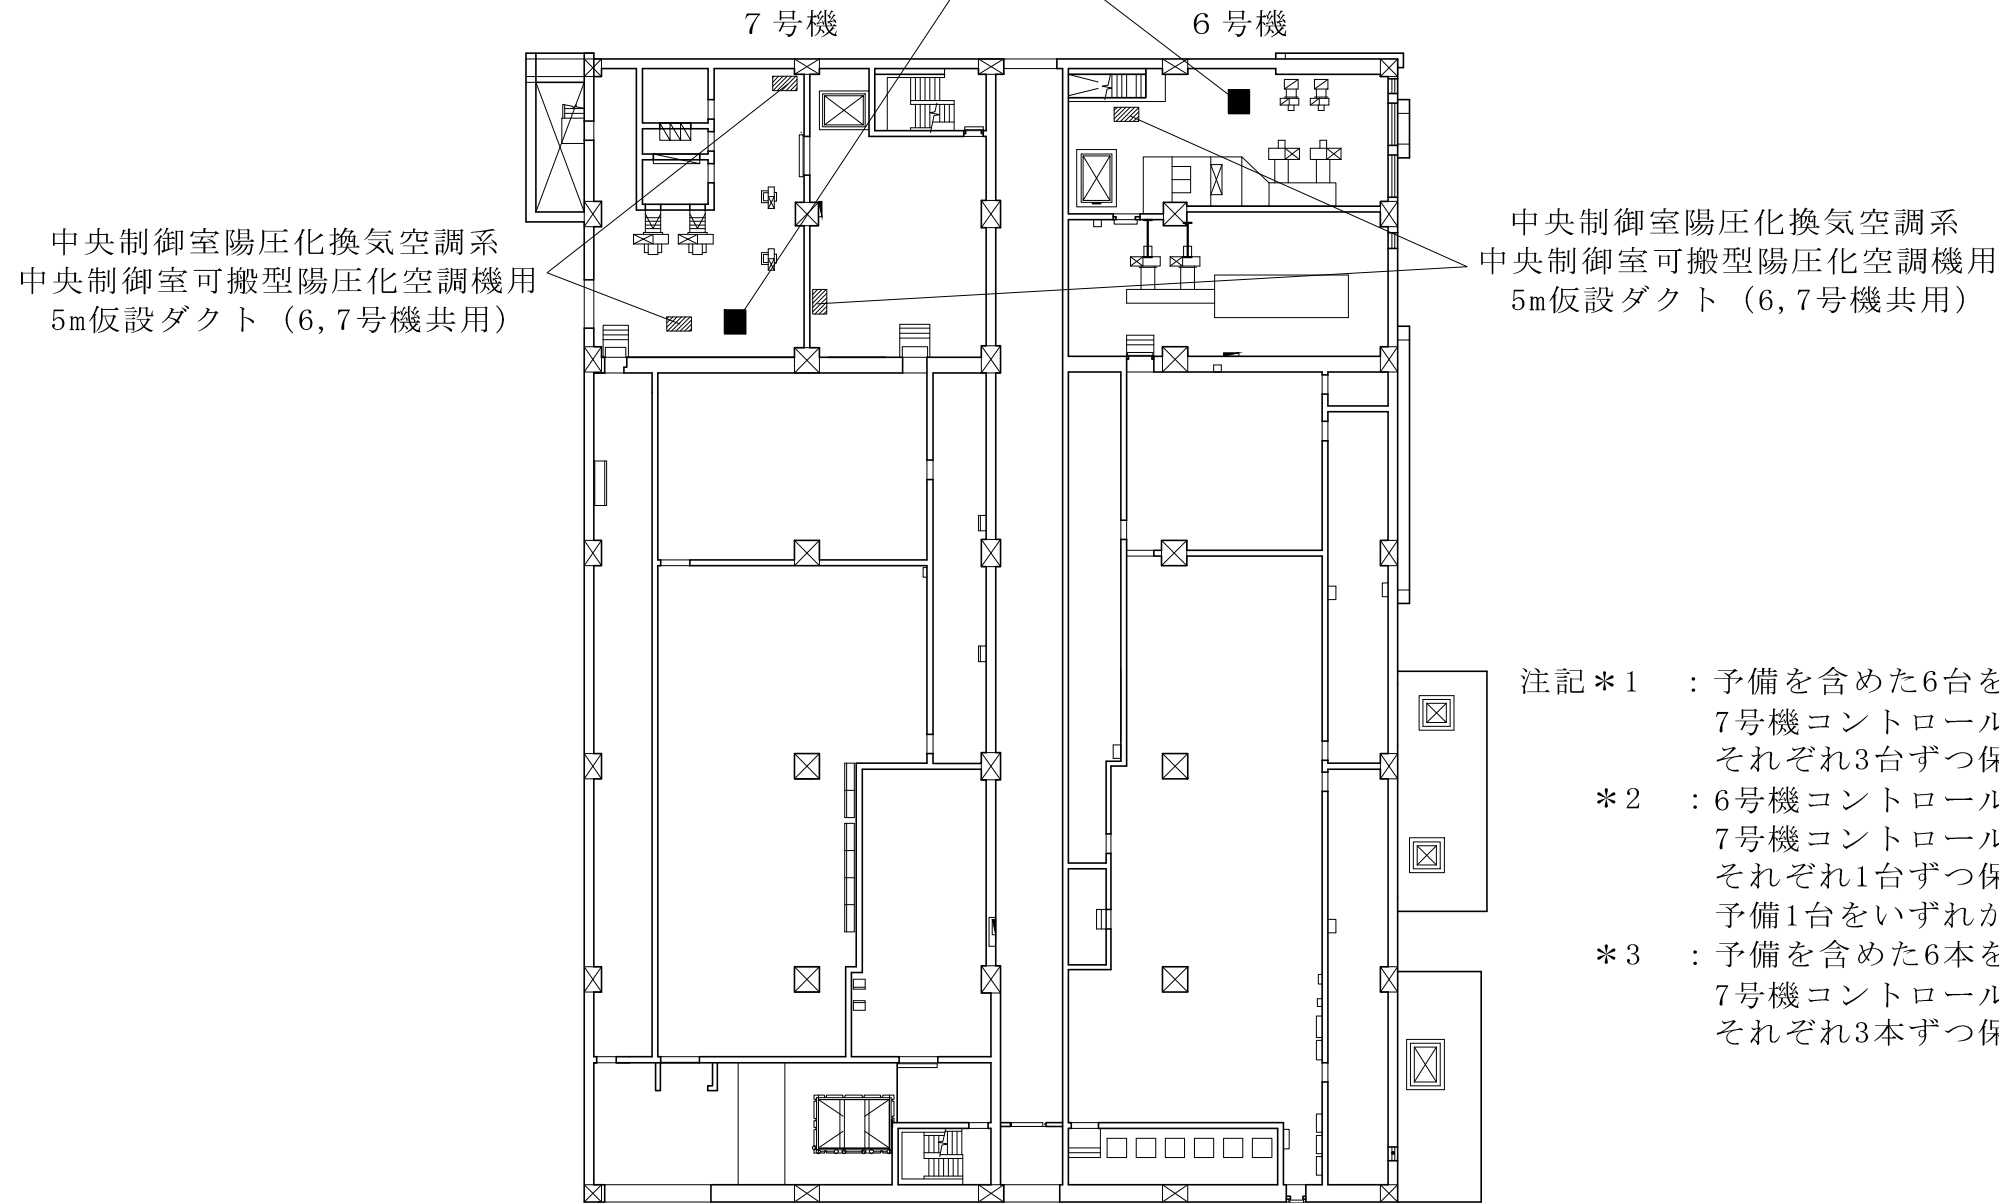 7号機
6号機
中央制御室陽圧化換気空調系
中央制御室可搬型陽圧化空調機用
5m仮設ダクト（6,7号機共用）
中央制御室陽圧化換気空調系
中央制御室可搬型陽圧化空調機用
5m仮設ダクト（6,7号機共用）
注記＊1　：予備を含めた6台を
7号機コントロール
それぞれ3台ずつ保
＊2　：6号機コントロール
7号機コントロール
それぞれ1台ずつ保
予備1台をいずれか
＊3　：予備を含めた6本を
7号機コントロール
それぞれ3本ずつ保